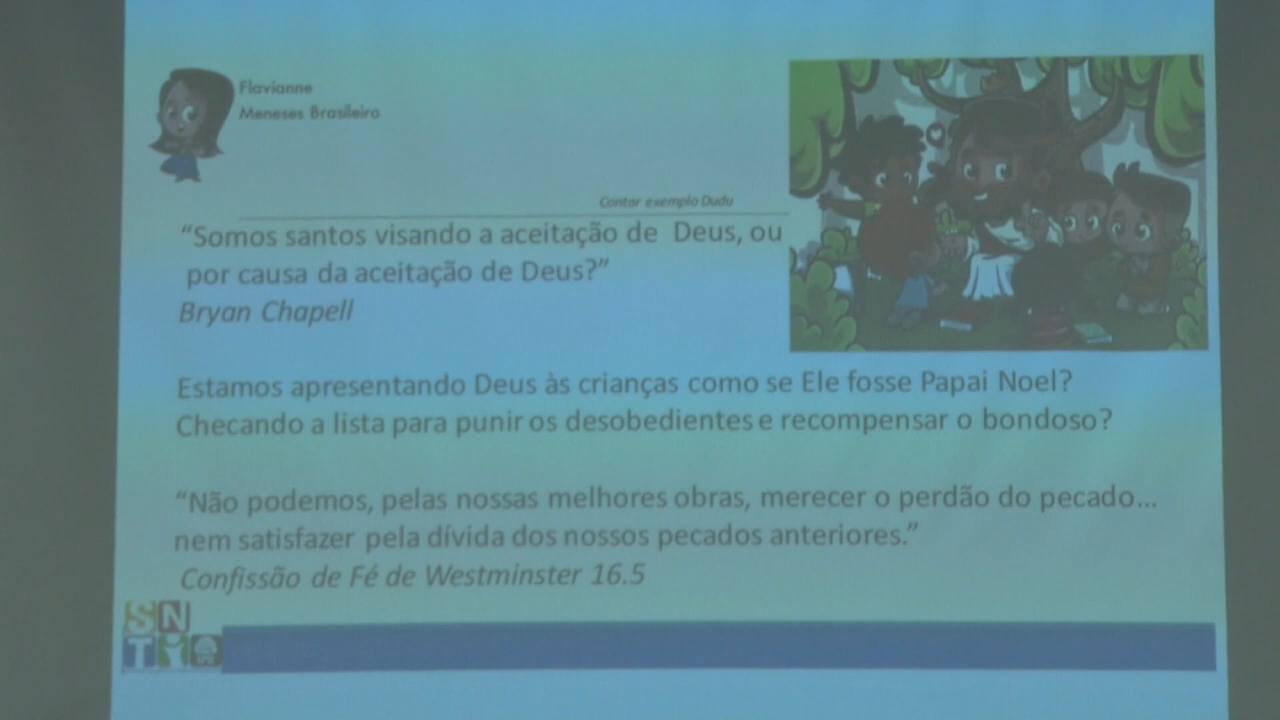 Flavianne
Meneses Brasileiro
Contar exemplo Dudu
“Somos santos visando a aceitação de Deus, ou
por causa da aceitação de Deus?”
Bryan Chapell
Estamos apresentando Deus às crianças como se Ele fosse Papai Noel?
Checando a lista para punir os desobedientes e recompensar o bondoso?
“Não podemos, pelas nossas melhores obras, merecer o perdão do pecado...
nem satisfazer pela dívida dos nossos pecados anteriores.”
Confissão de Fé de Westminster 16.5
SN
Ti